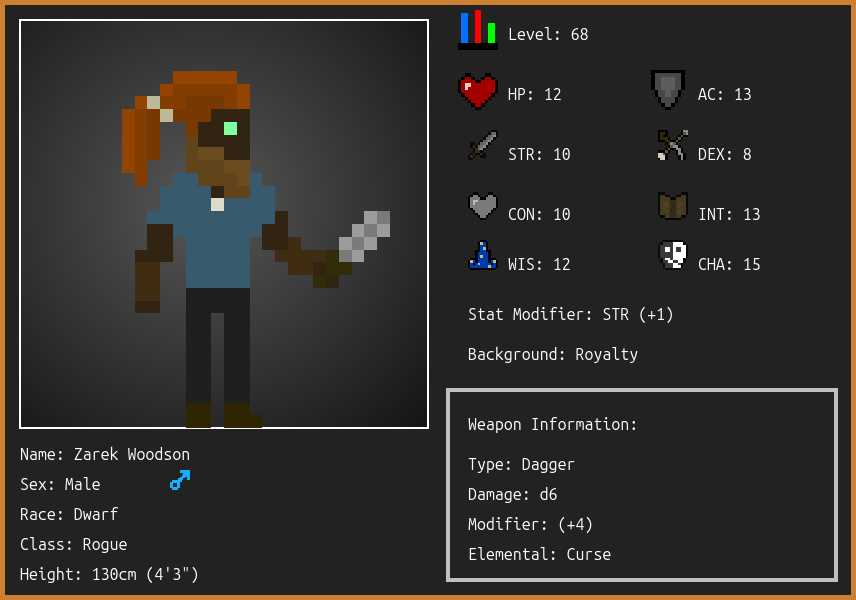 Level: 68
HP: 12
AC: 13
STR: 10
DEX: 8
CON: 10
INT: 13
WIS: 12
CHA: 15
Stat Modifier: STR (+1)
Background: Royalty
Weapon Information:
Type: Dagger
Damage: d6
Modifier: (+4)
Elemental: Curse
Name: Zarek Woodson
Sex: Male
Race: Dwarf
Class: Rogue
Height: 130cm (4'3")